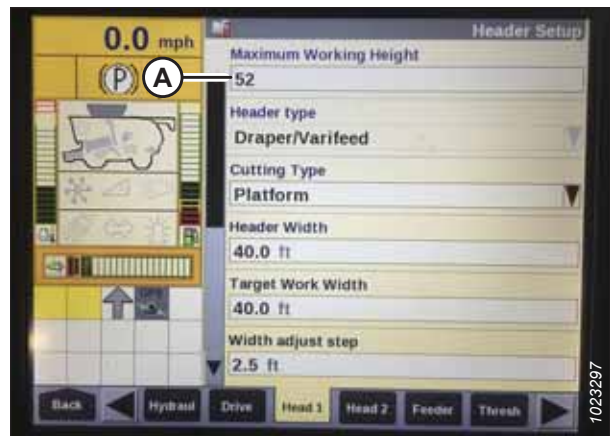 0.0 mph
(P)
A
Header Setup
Maximum Working Height
52
Header type
Draper/Varifeed
Cutting Type
Platform
Header Width
40.0 ft
Target Work Width
40.0 ft
Width adjust step
2.5 ft
Back
Hydraul
Drive
Head 1
Head 2
Feeder
Thresh
1023297